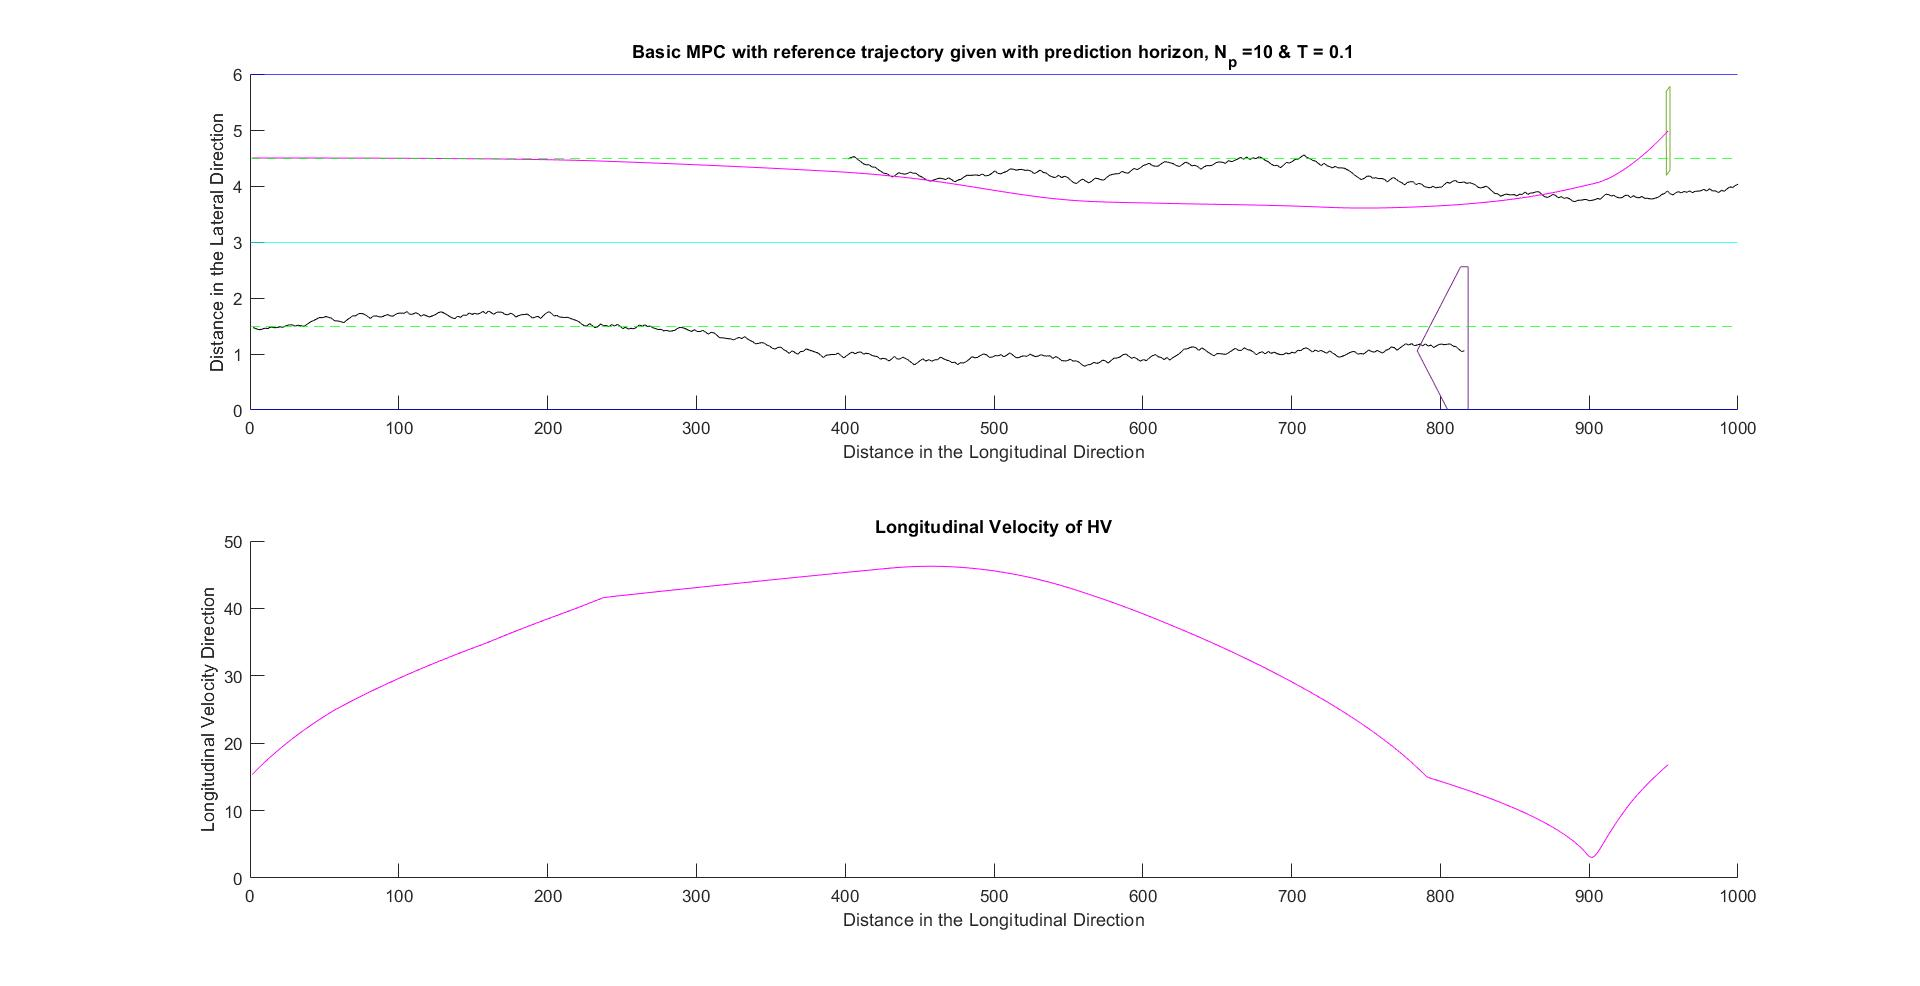 Basic MPC with reference trajectory given with prediction horizon, N_p =10 & T = 0.1
Distance in the Lateral Direction
6
5
4
3
2
1
0
0 100 200 300 400 500 600 700 800 900 1000
Distance in the Longitudinal Direction
Longitudinal Velocity of HV
Longitudinal Velocity Direction
50
40
30
20
10
0
0 100 200 300 400 500 600 700 800 900 1000
Distance in the Longitudinal Direction